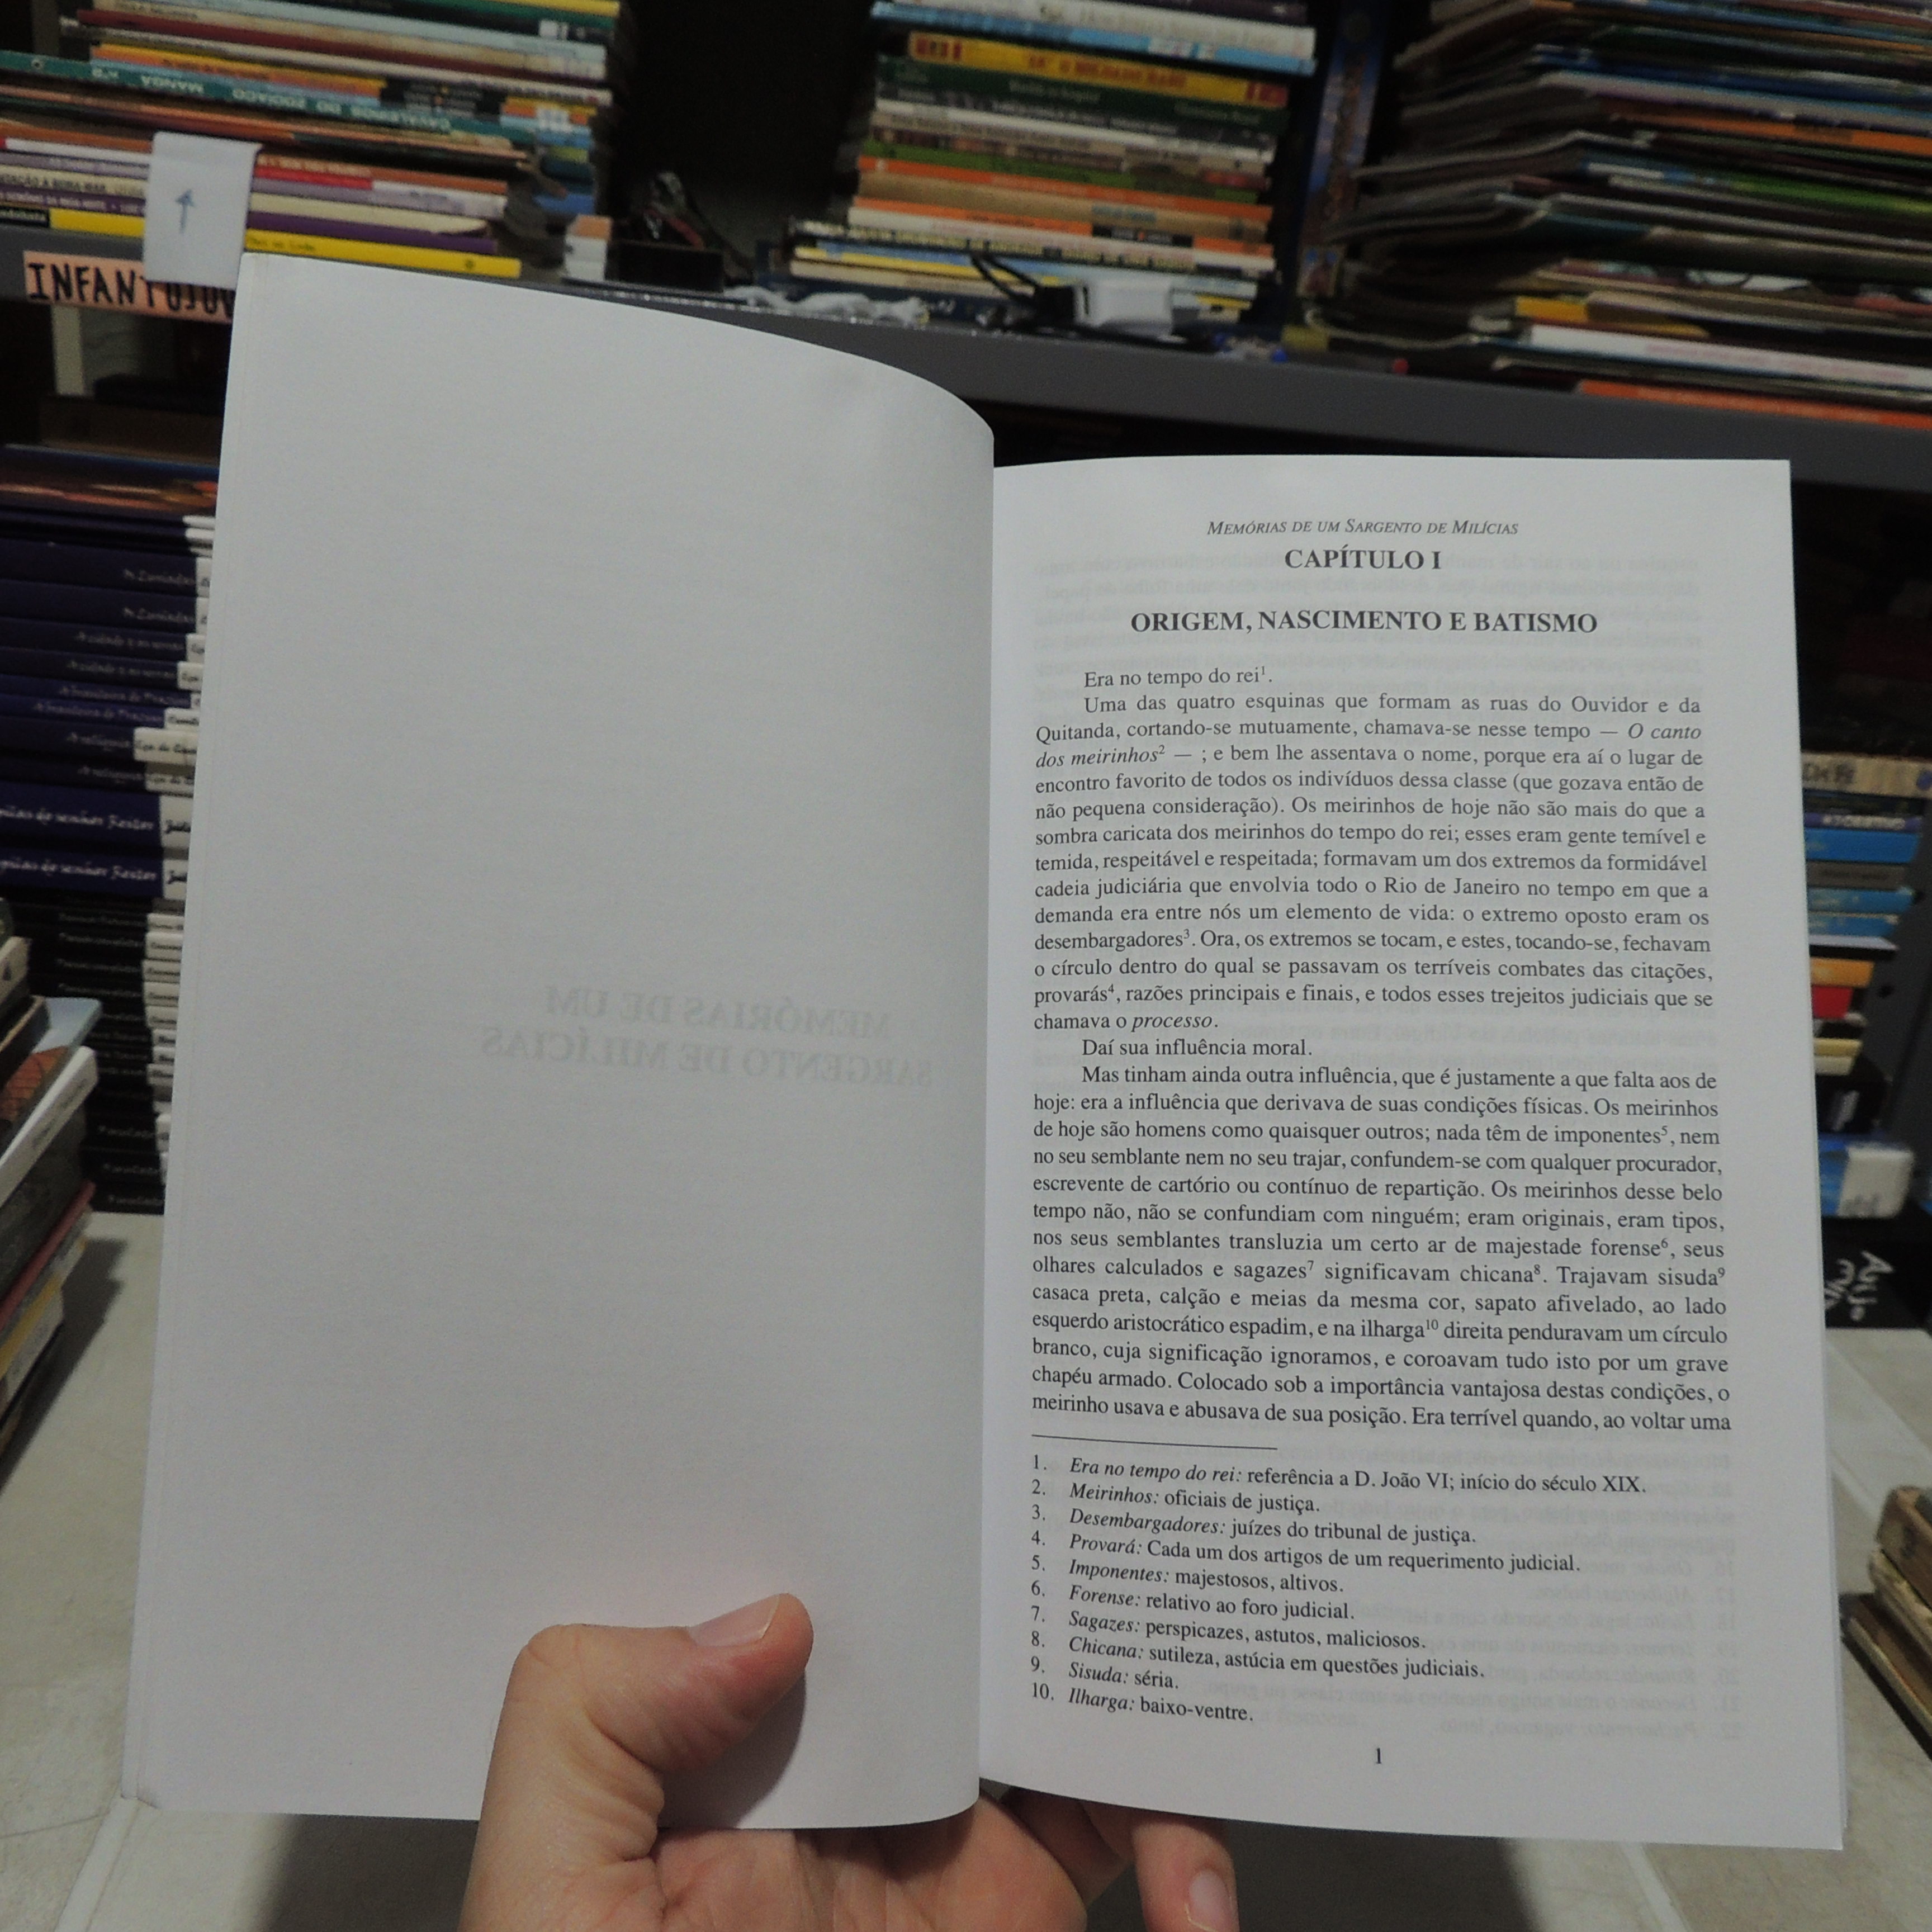 CAVALEIROS DO ZODÍACO MANGÁ Nº2
INFANTOJUV
MEMÓRIAS DE UM
SARGENTO DE MILÍCIAS
MEMÓRIAS DE UM SARGENTO DE MILÍCIAS
CAPÍTULO I
ORIGEM, NASCIMENTO E BATISMO
Era no tempo do rei¹.
Uma das quatro esquinas que formam as ruas do Ouvidor e da
Quitanda, cortando-se mutuamente, chamava-se nesse tempo — O canto
dos meirinhos² — ; e bem lhe assentava o nome, porque era aí o lugar de
encontro favorito de todos os indivíduos dessa classe (que gozava então de
não pequena consideração). Os meirinhos de hoje não são mais do que a
sombra caricata dos meirinhos do tempo do rei; esses eram gente temível e
temida, respeitável e respeitada; formavam um dos extremos da formidável
cadeia judiciária que envolvia todo o Rio de Janeiro no tempo em que a
demanda era entre nós um elemento de vida: o extremo oposto eram os
desembargadores³. Ora, os extremos se tocam, e estes, tocando-se, fechavam
o círculo dentro do qual se passavam os terríveis combates das citações,
provarás⁴, razões principais e finais, e todos esses trejeitos judiciais que se
chamava o processo.
Daí sua influência moral.
Mas tinham ainda outra influência, que é justamente a que falta aos de
hoje: era a influência que derivava de suas condições físicas. Os meirinhos
de hoje são homens como quaisquer outros; nada têm de imponentes⁵, nem
no seu semblante nem no seu trajar, confundem-se com qualquer procurador,
escrevente de cartório ou contínuo de repartição. Os meirinhos desse belo
tempo não, não se confundiam com ninguém; eram originais, eram tipos,
nos seus semblantes transluzia um certo ar de majestade forense⁶, seus
olhares calculados e sagazes⁷ significavam chicana⁸. Trajavam sisuda⁹
casaca preta, calção e meias da mesma cor, sapato afivelado, ao lado
esquerdo aristocrático espadim, e na ilharga¹⁰ direita penduravam um círculo
branco, cuja significação ignoramos, e coroavam tudo isto por um grave
chapéu armado. Colocado sob a importância vantajosa destas condições, o
meirinho usava e abusava de sua posição. Era terrível quando, ao voltar uma
1. Era no tempo do rei: referência a D. João VI; início do século XIX.
2. Meirinhos: oficiais de justiça.
3. Desembargadores: juízes do tribunal de justiça.
4. Provará: Cada um dos artigos de um requerimento judicial.
5. Imponentes: majestosos, altivos.
6. Forense: relativo ao foro judicial.
7. Sagazes: perspicazes, astutos, maliciosos.
8. Chicana: sutileza, astúcia em questões judiciais.
9. Sisuda: séria.
10. Ilharga: baixo-ventre.
1